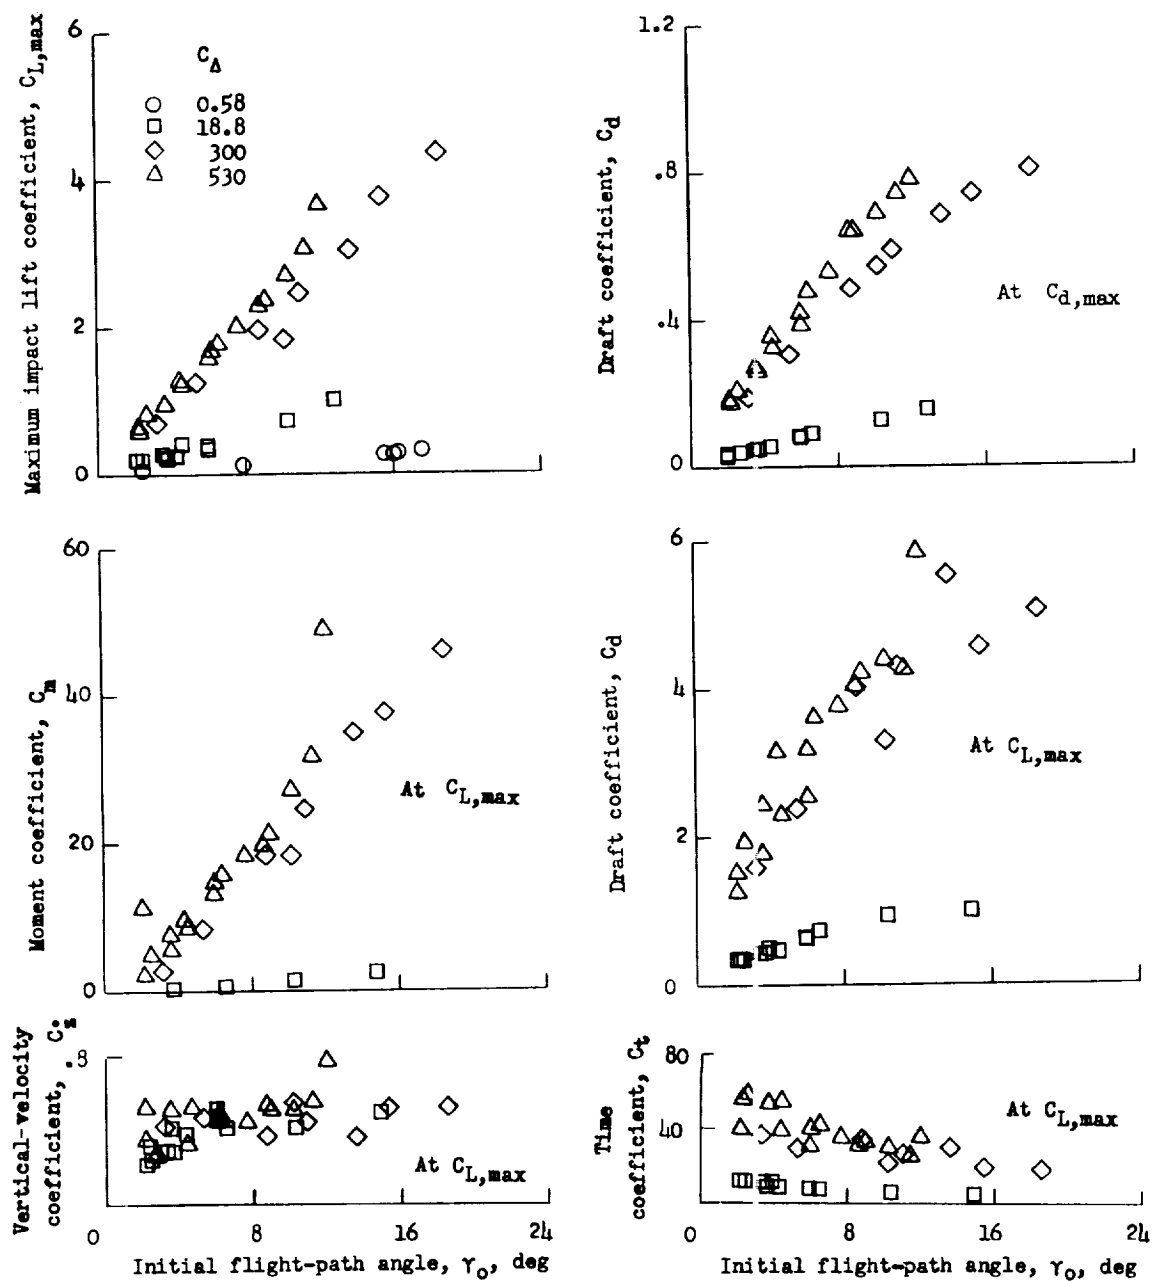 6
4
2
0
Maximum impact lift coefficient, C_L,max
C_Δ
0.58
18.8
300
530
1.2
.8
.4
0
Draft coefficient, C_d
At C_d,max
60
40
20
0
Moment coefficient, C_m
At C_L,max
6
4
2
0
Draft coefficient, C_d
At C_L,max
.8
Vertical-velocity
coefficient, C_ż
At C_L,max
0 8 16 24
Initial flight-path angle, γ_o, deg
80
40
Time
coefficient, C_t
At C_L,max
0 8 16 24
Initial flight-path angle, γ_o, deg